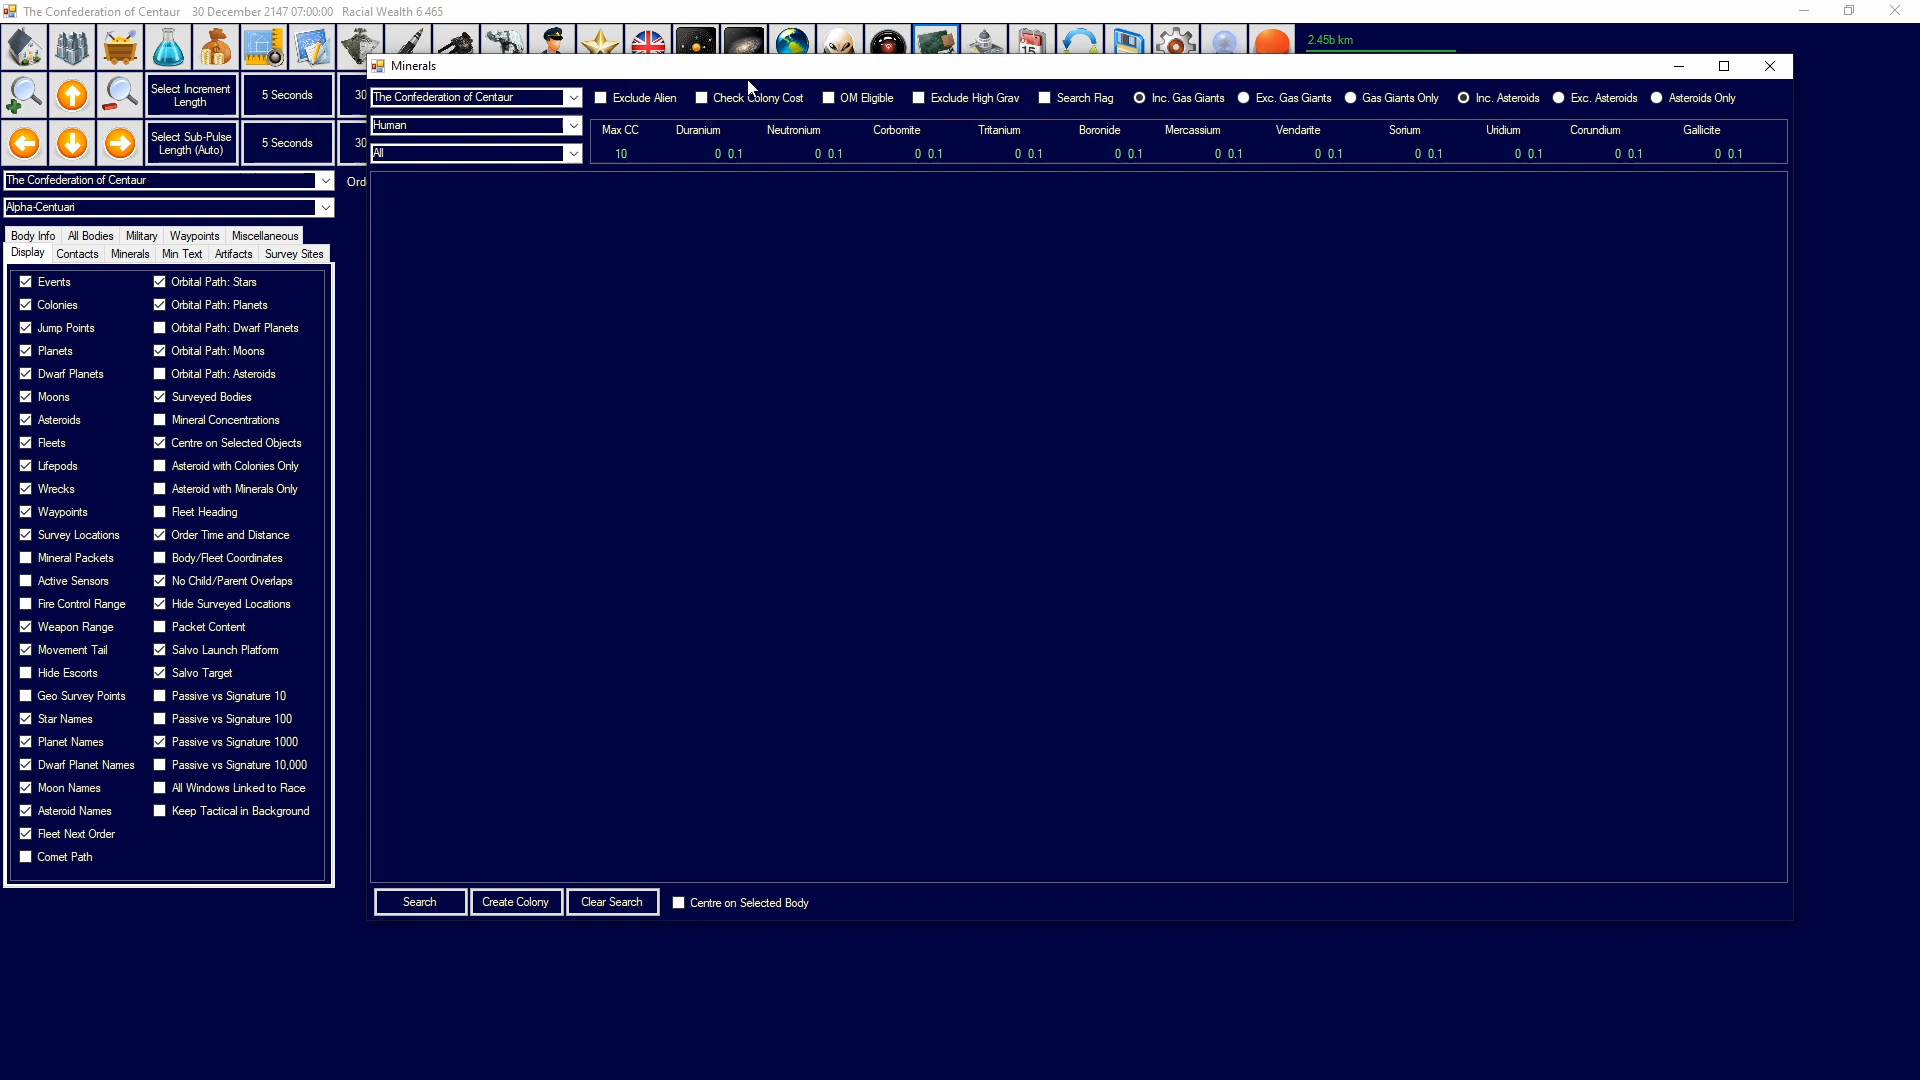 The Confederation of Centaur 30 December 2147 07:00:00 Racial Wealth 6 465
15
2.45b km
Minerals
Select Increment Length
5 Seconds
30
Select Sub-Pulse Length (Auto)
5 Seconds
30
The Confederation of Centaur
Alpha-Centuari
Ord
The Confederation of Centaur
Human
All
Exclude Alien Check Colony Cost OM Eligible Exclude High Grav Search Flag Inc. Gas Giants Exc. Gas Giants Gas Giants Only Inc. Asteroids Exc. Asteroids Asteroids Only
Max CC Duranium Neutronium Corbomite Tritanium Boronide Mercassium Vendarite Sorium Uridium Corundium Gallicite
10 0 0.1 0 0.1 0 0.1 0 0.1 0 0.1 0 0.1 0 0.1 0 0.1 0 0.1 0 0.1 0 0.1
Body Info All Bodies Military Waypoints Miscellaneous
Display Contacts Minerals Min Text Artifacts Survey Sites
Events Orbital Path: Stars
Colonies Orbital Path: Planets
Jump Points Orbital Path: Dwarf Planets
Planets Orbital Path: Moons
Dwarf Planets Orbital Path: Asteroids
Moons Surveyed Bodies
Asteroids Mineral Concentrations
Fleets Centre on Selected Objects
Lifepods Asteroid with Colonies Only
Wrecks Asteroid with Minerals Only
Waypoints Fleet Heading
Survey Locations Order Time and Distance
Mineral Packets Body/Fleet Coordinates
Active Sensors No Child/Parent Overlaps
Fire Control Range Hide Surveyed Locations
Weapon Range Packet Content
Movement Tail Salvo Launch Platform
Hide Escorts Salvo Target
Geo Survey Points Passive vs Signature 10
Star Names Passive vs Signature 100
Planet Names Passive vs Signature 1000
Dwarf Planet Names Passive vs Signature 10,000
Moon Names All Windows Linked to Race
Asteroid Names Keep Tactical in Background
Fleet Next Order
Comet Path
Search Create Colony Clear Search Centre on Selected Body